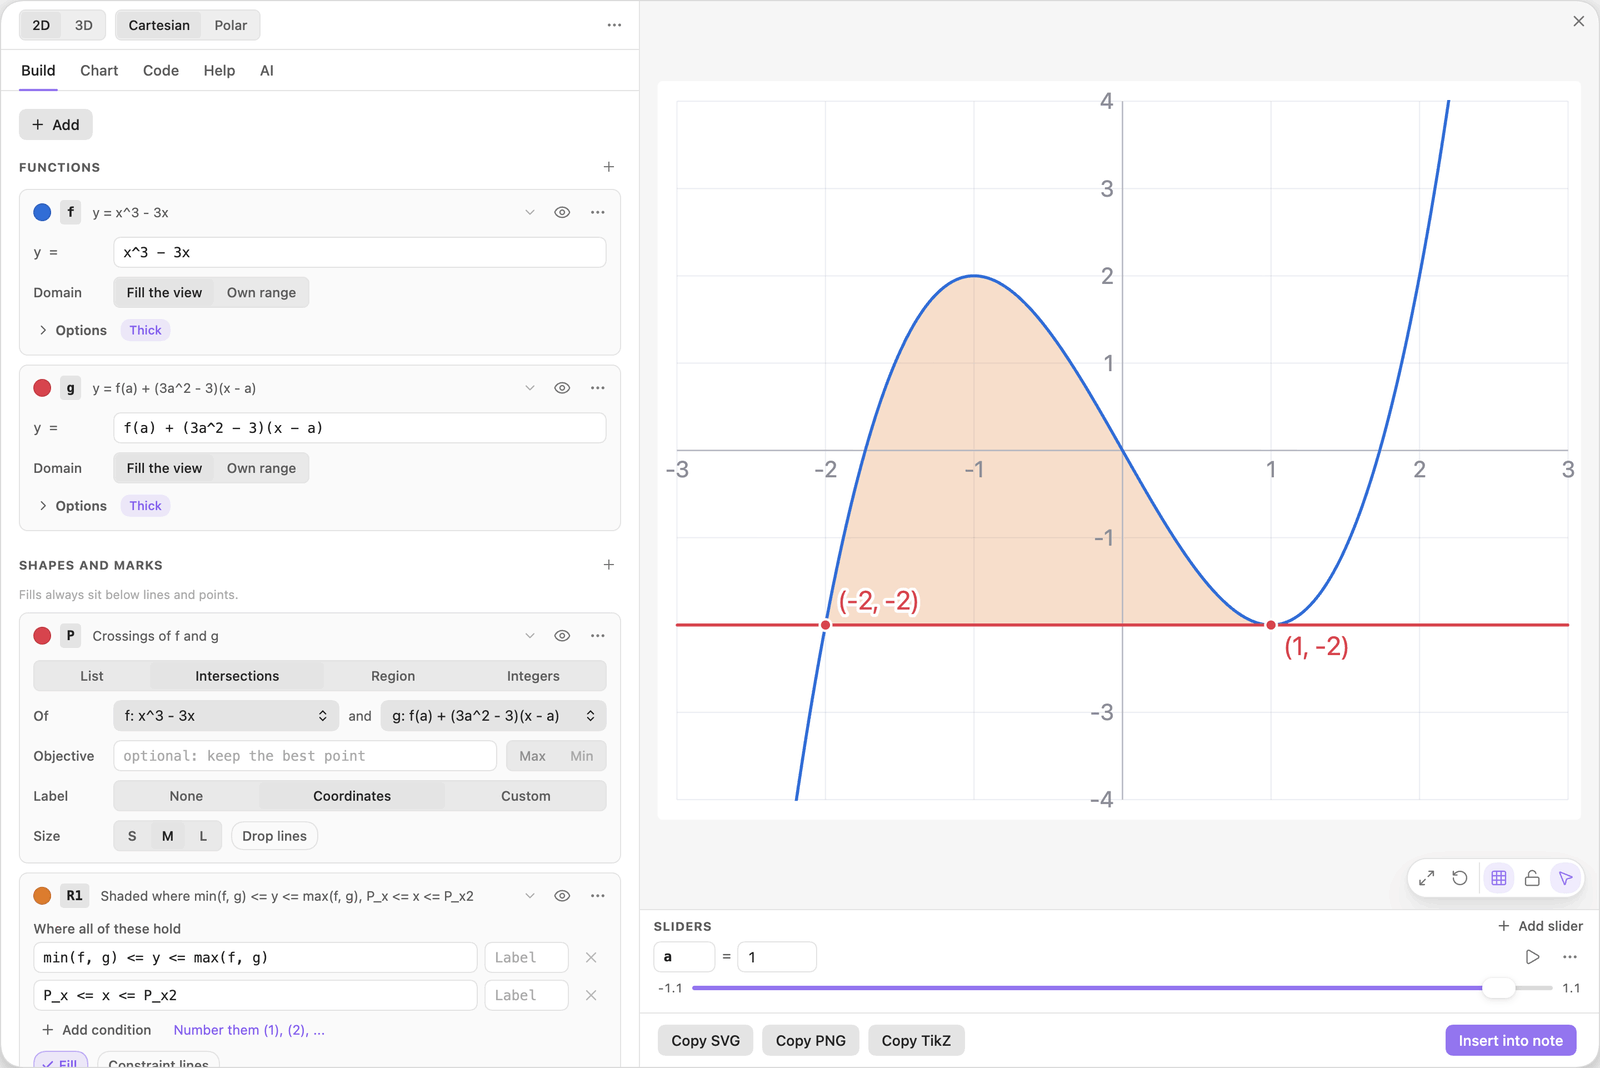 2D 3D Cartesian Polar ...
Build Chart Code Help AI
+ Add
FUNCTIONS +
f y = x^3 - 3x ...
y = x^3 - 3x
Domain Fill the view Own range
> Options Thick
g y = f(a) + (3a^2 - 3)(x - a) ...
y = f(a) + (3a^2 - 3)(x - a)
Domain Fill the view Own range
> Options Thick
SHAPES AND MARKS +
Fills always sit below lines and points.
P Crossings of f and g ...
List Intersections Region Integers
Of f: x^3 - 3x and g: f(a) + (3a^2 - 3)(x - a)
Objective optional: keep the best point Max Min
Label None Coordinates Custom
Size S M L Drop lines
R1 Shaded where min(f, g) <= y <= max(f, g), P_x <= x <= P_x2 ...
Where all of these hold
min(f, g) <= y <= max(f, g) Label ×
P_x <= x <= P_x2 Label ×
+ Add condition Number them (1), (2), ...
✓ Fill Constraint lines
4
3
2
1
-3 -2 -1 1 2 3
-1
(-2, -2)
(1, -2)
-3
-4
SLIDERS + Add slider
a = 1 ...
-1.1 1.1
Copy SVG Copy PNG Copy TikZ Insert into note